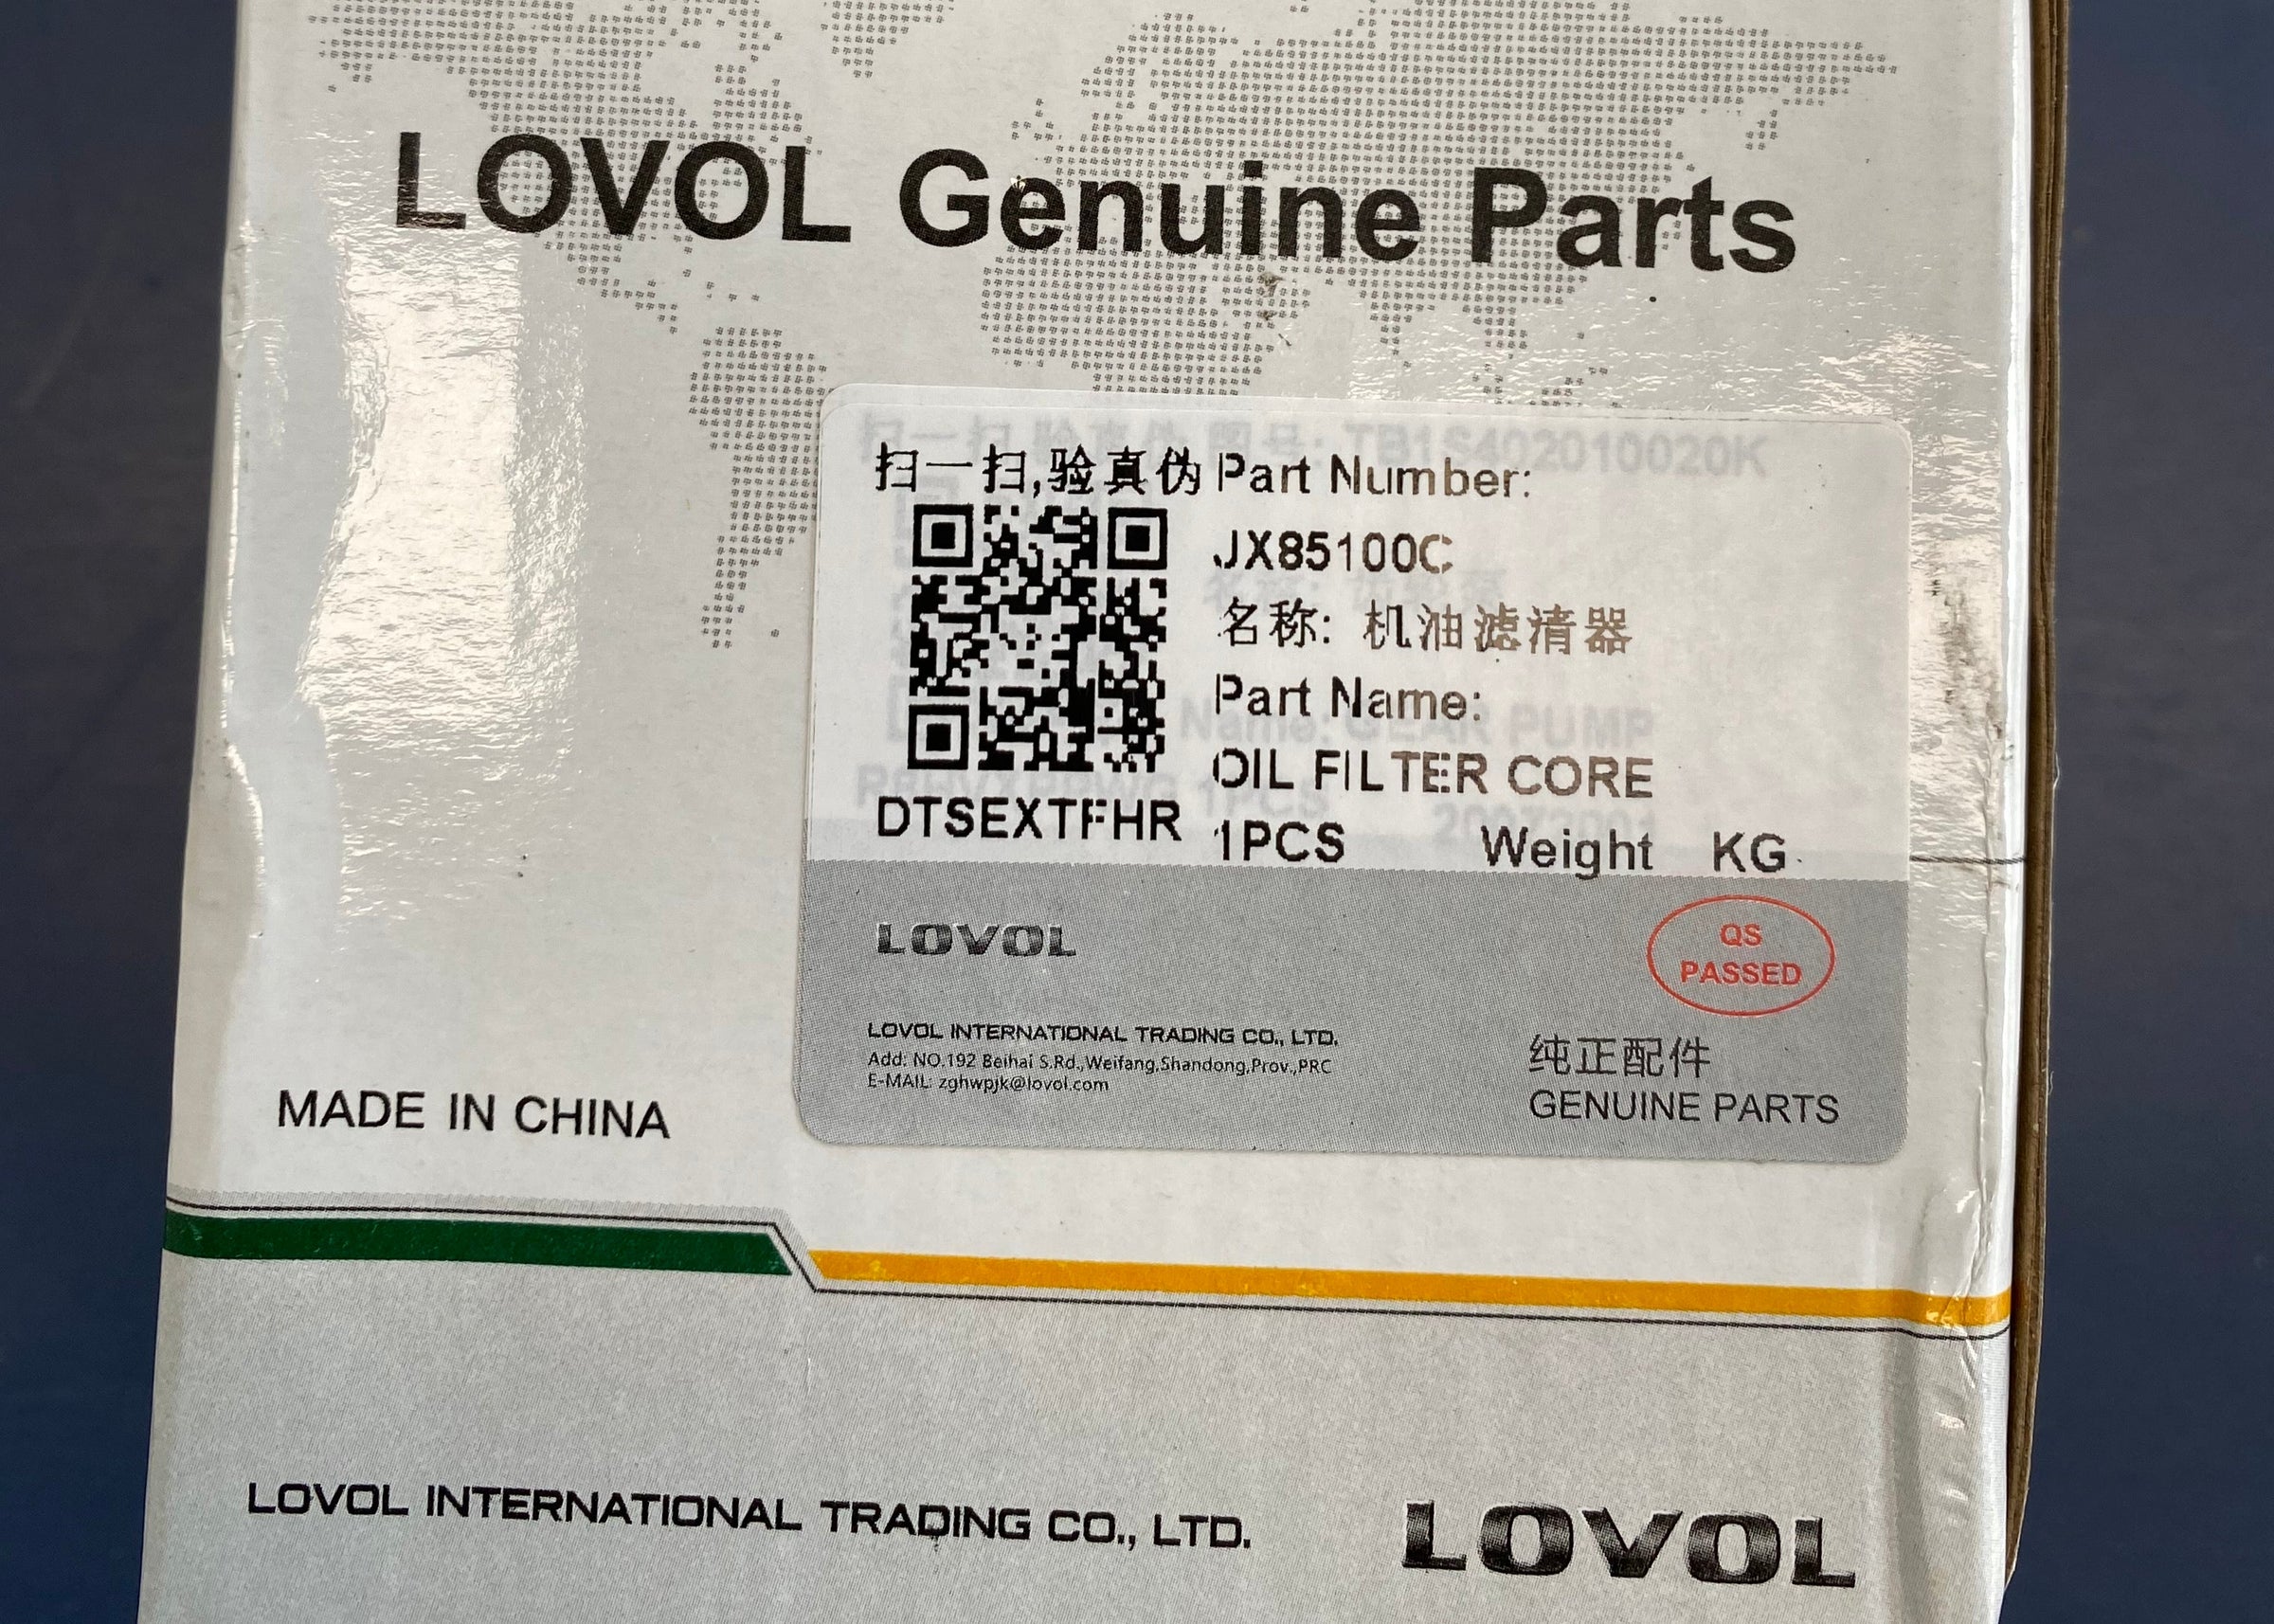 LOVOL Genuine Parts
扫一扫,验真伪 Part Number:
JX85100C
名称: 机油滤清器
Part Name:
OIL FILTER CORE
DTSEXTFHR 1PCS Weight KG
LOVOL
QS
PASSED
LOVOL INTERNATIONAL TRADING CO., LTD.
Add: NO.192 Beihai S.Rd.,Weifang,Shandong,Prov.,PRC
E-MAIL: zghwpjk@lovol.com
纯正配件
GENUINE PARTS
MADE IN CHINA
LOVOL INTERNATIONAL TRADING CO., LTD.
LOVOL